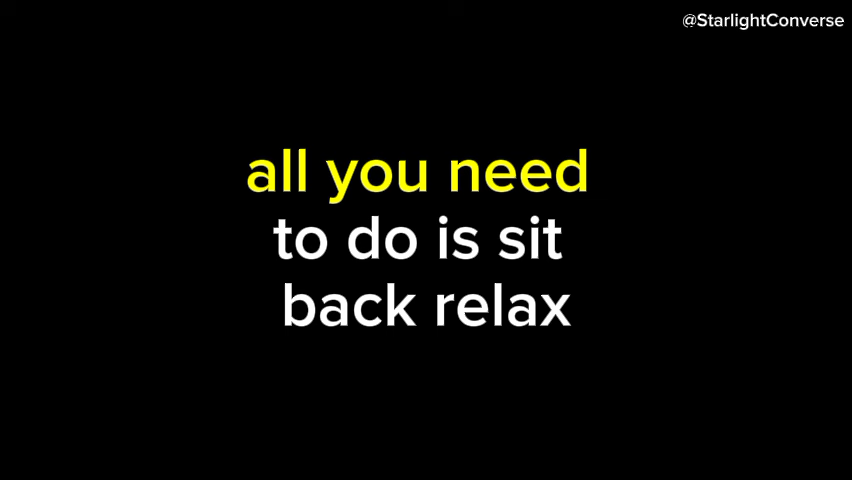 @StarlightConverse
all you need
to do is sit
back relax